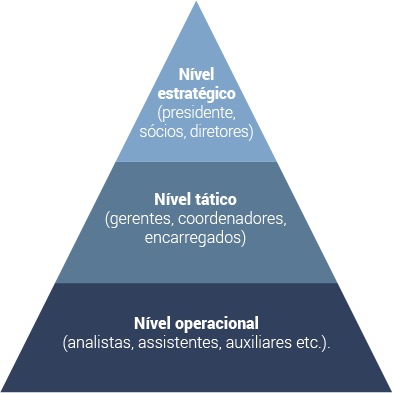 Nível
estratégico
(presidente,
sócios, diretores)
Nível tático
(gerentes, coordenadores,
encarregados)
Nível operacional
(analistas, assistentes, auxiliares etc.).